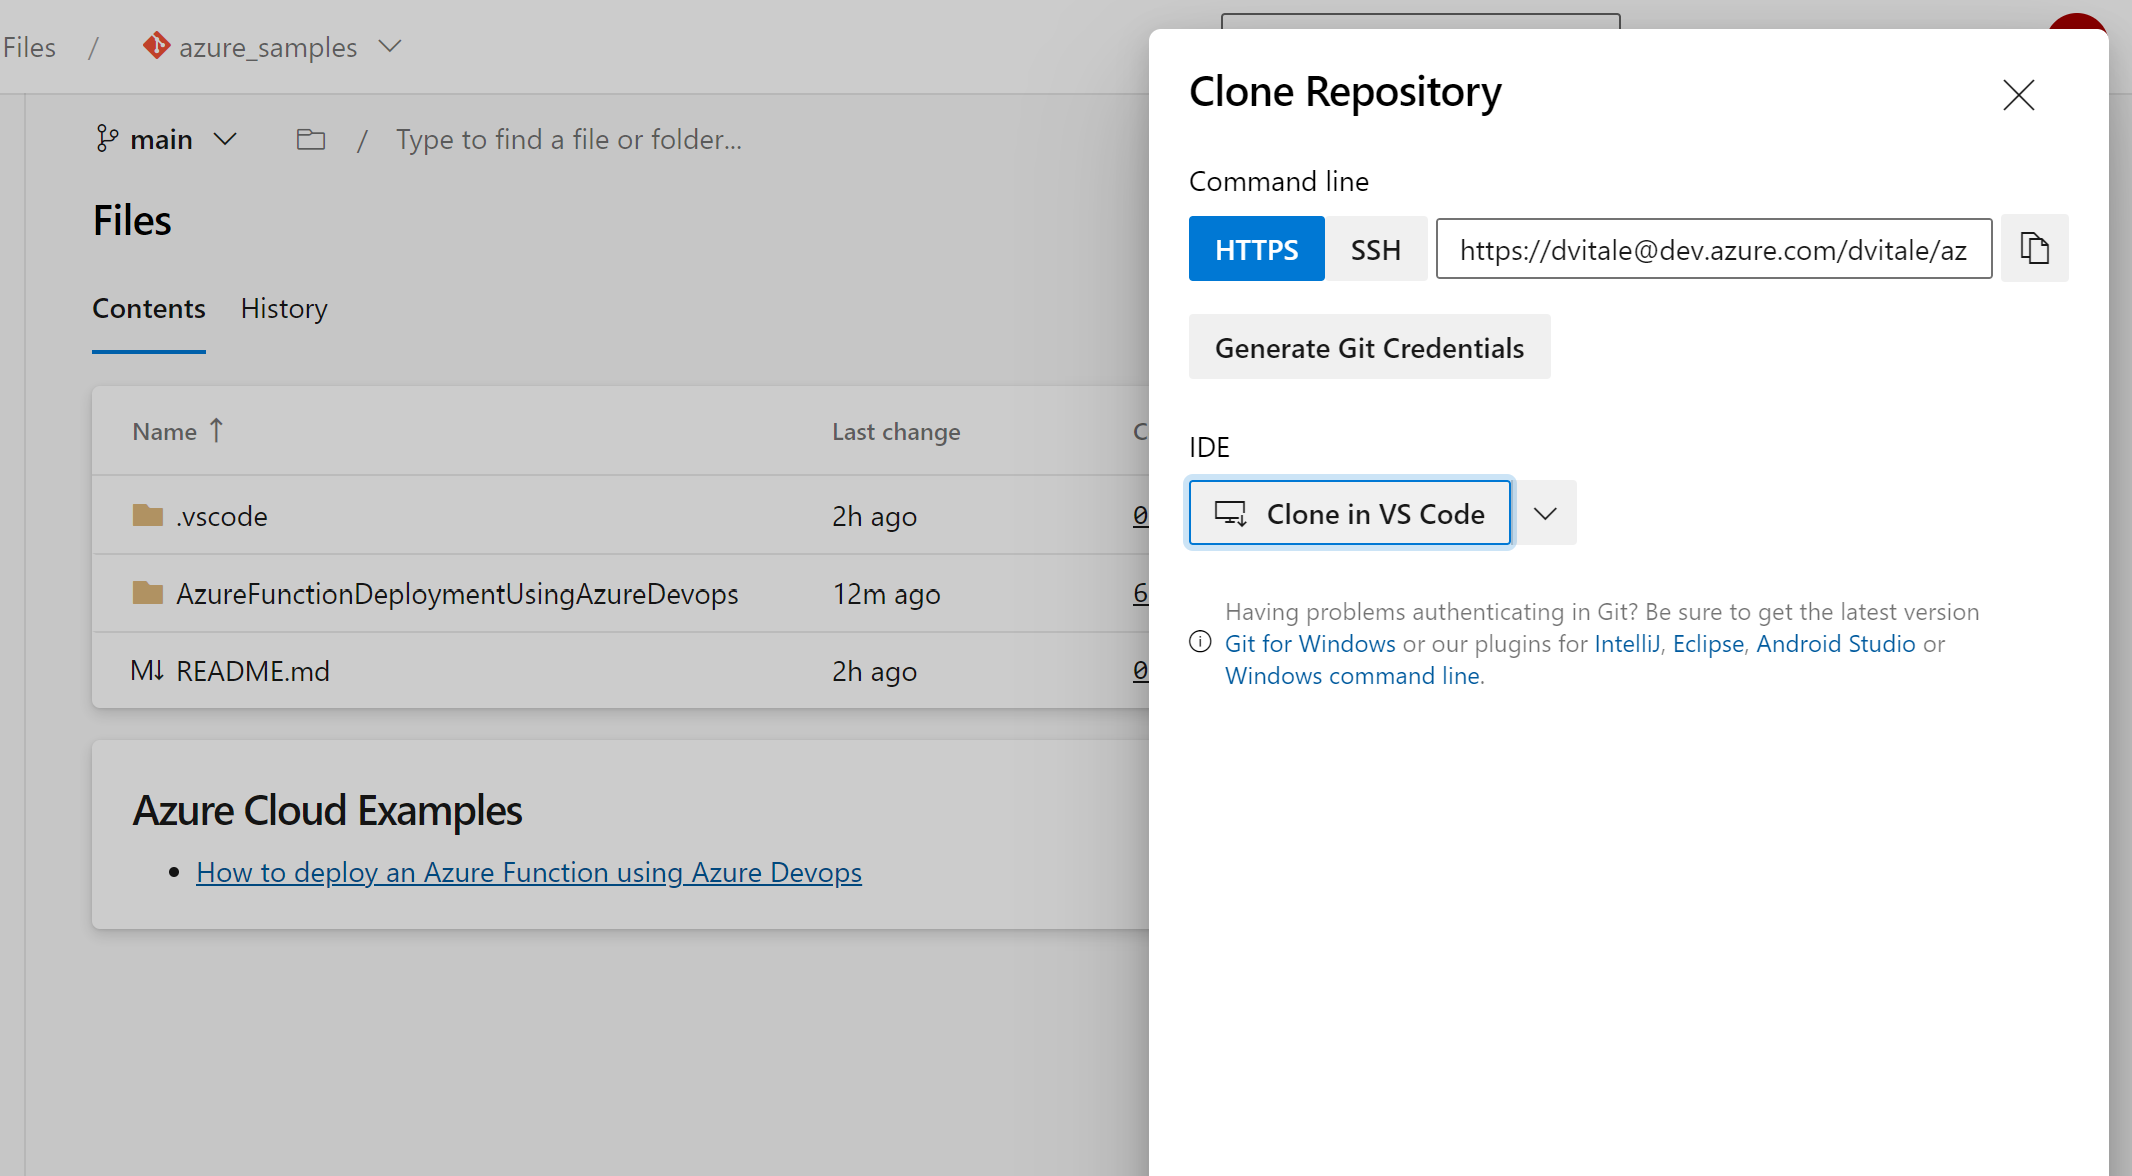 Files / azure_samples
main / Type to find a file or folder...
Files
Contents History
Name ↑ Last change C
.vscode 2h ago 0
AzureFunctionDeploymentUsingAzureDevops 12m ago 6
M↓ README.md 2h ago 0
Azure Cloud Examples
• How to deploy an Azure Function using Azure Devops
Clone Repository
Command line
HTTPS SSH https://dvitale@dev.azure.com/dvitale/az
Generate Git Credentials
IDE
Clone in VS Code
Having problems authenticating in Git? Be sure to get the latest version
Git for Windows or our plugins for IntelliJ, Eclipse, Android Studio or
Windows command line.